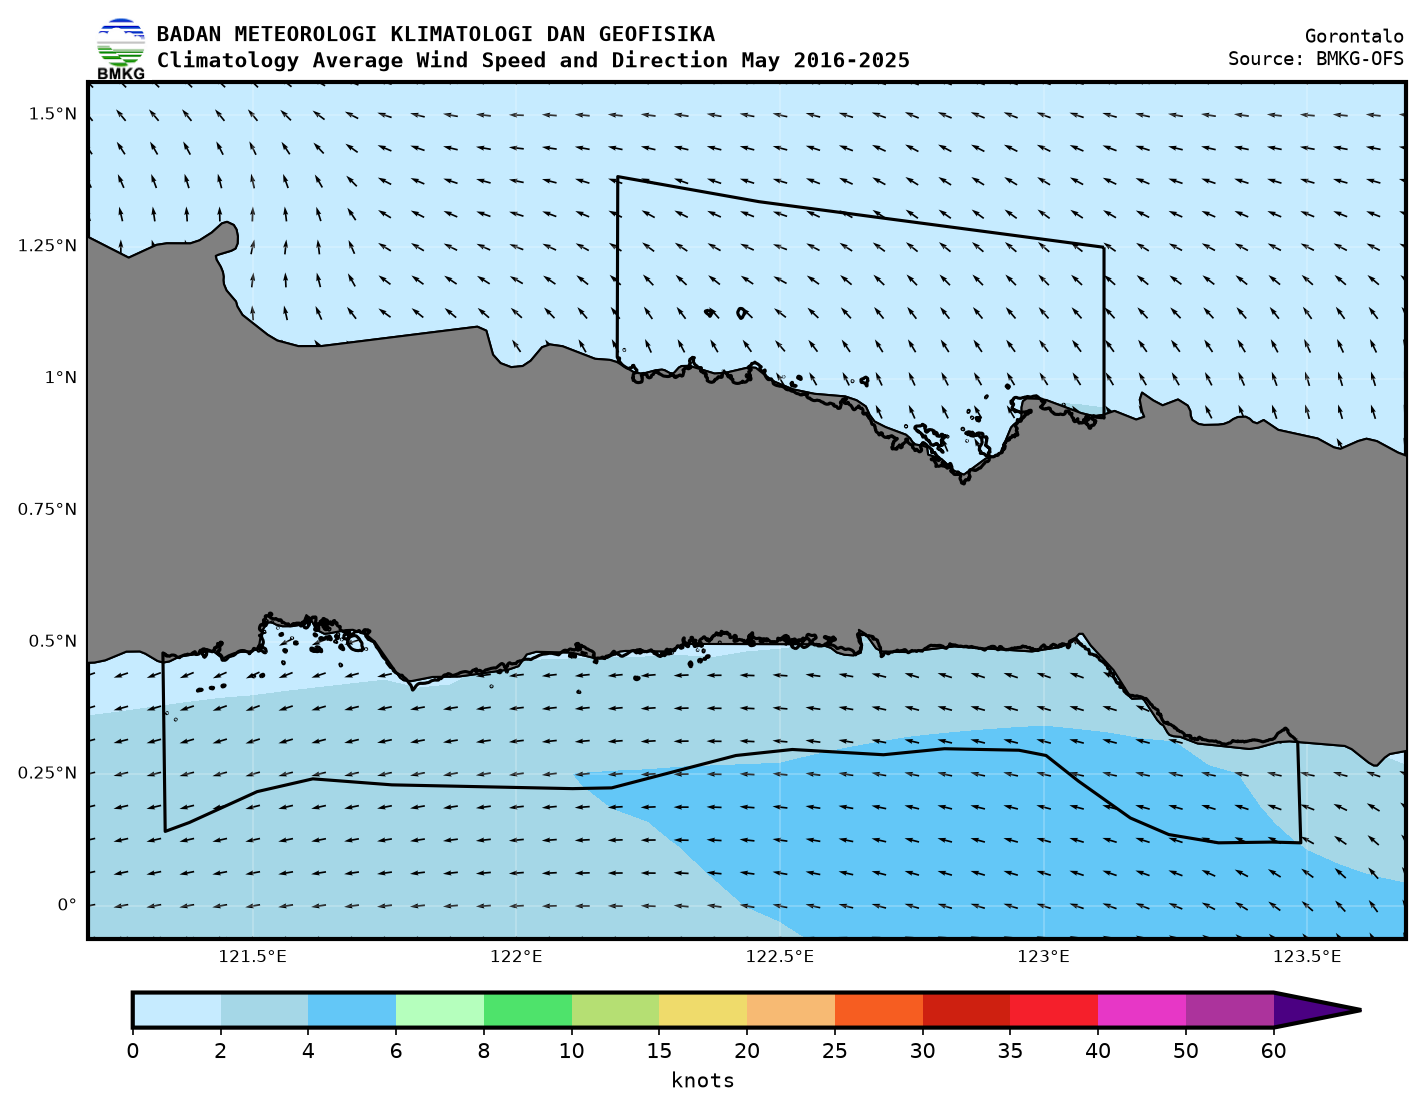 BADAN METEOROLOGI KLIMATOLOGI DAN GEOFISIKA
Climatology Average Wind Speed and Direction May 2016-2025
BMKG
Gorontalo
Source: BMKG-OFS
1.5°N
1.25°N
1°N
0.75°N
0.5°N
0.25°N
0°
121.5°E 122°E 122.5°E 123°E 123.5°E
0 2 4 6 8 10 15 20 25 30 35 40 50 60
knots